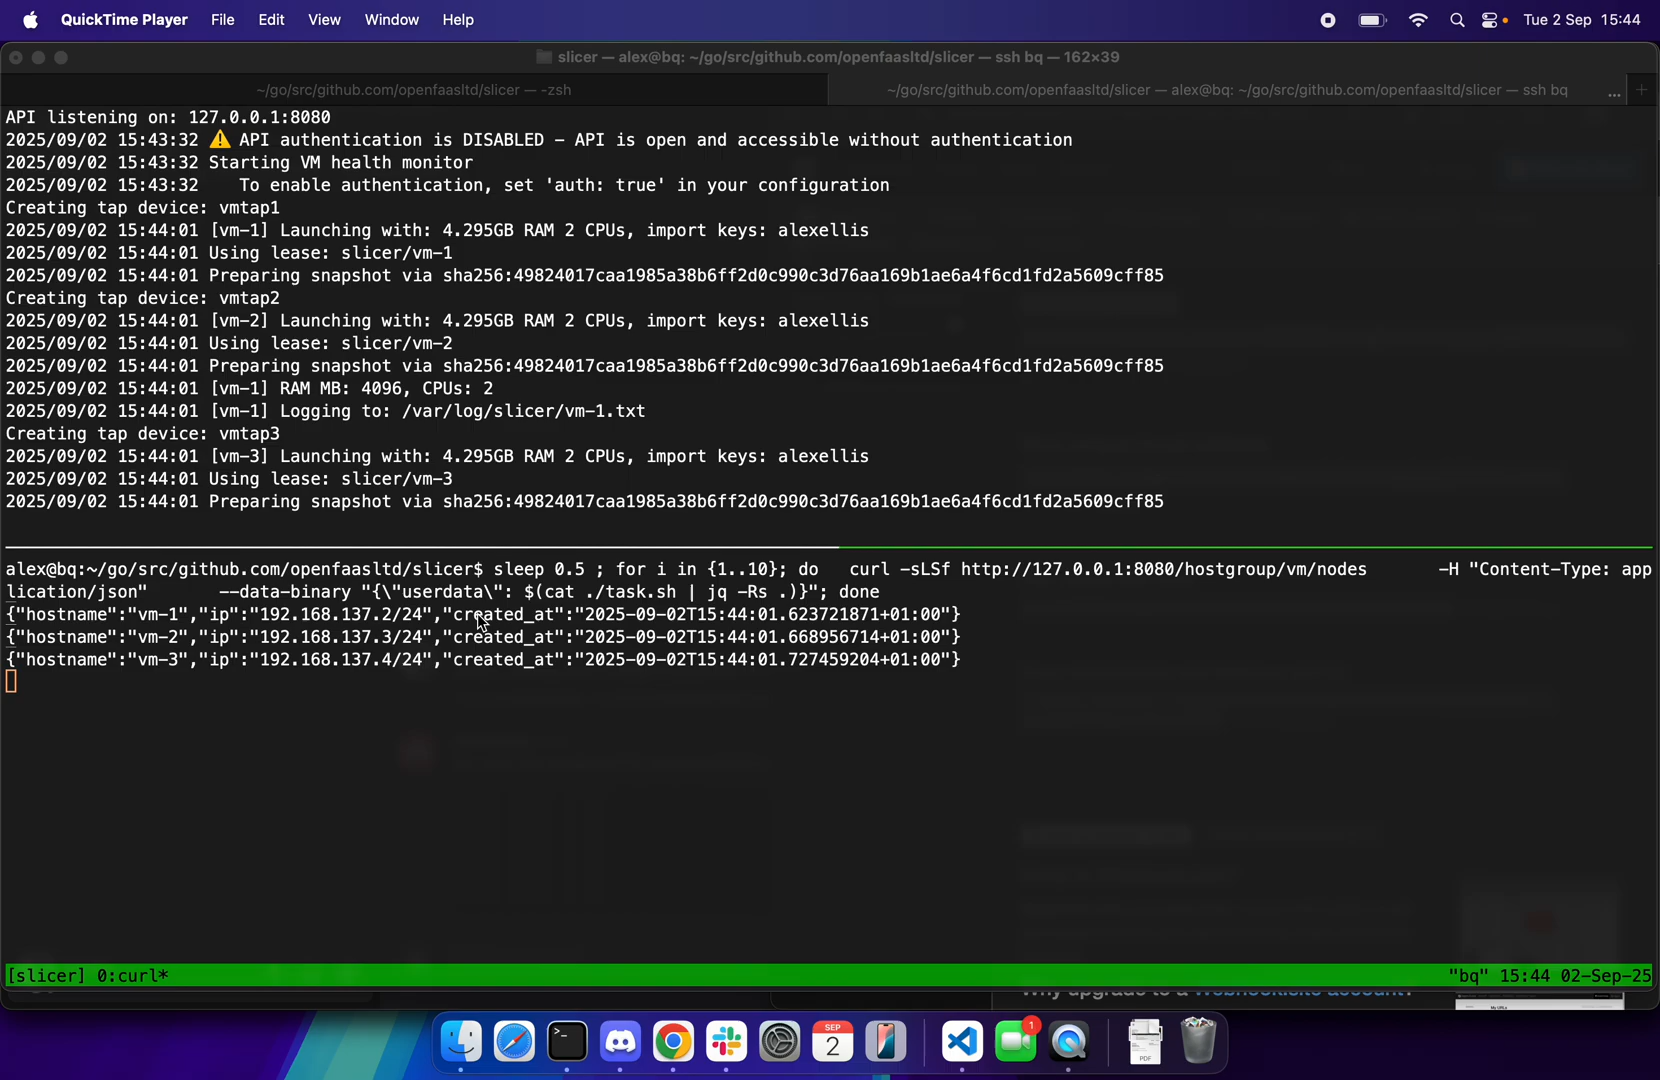 QuickTime Player File Edit View Window Help Tue 2 Sep 15:44
slicer — alex@bq: ~/go/src/github.com/openfaasltd/slicer — ssh bq — 162×39
~/go/src/github.com/openfaasltd/slicer — -zsh
~/go/src/github.com/openfaasltd/slicer — alex@bq: ~/go/src/github.com/openfaasltd/slicer — ssh bq ... +
API listening on: 127.0.0.1:8080
2025/09/02 15:43:32 ⚠️ API authentication is DISABLED – API is open and accessible without authentication
2025/09/02 15:43:32 Starting VM health monitor
2025/09/02 15:43:32    To enable authentication, set 'auth: true' in your configuration
Creating tap device: vmtap1
2025/09/02 15:44:01 [vm-1] Launching with: 4.295GB RAM 2 CPUs, import keys: alexellis
2025/09/02 15:44:01 Using lease: slicer/vm-1
2025/09/02 15:44:01 Preparing snapshot via sha256:49824017caa1985a38b6ff2d0c990c3d76aa169b1ae6a4f6cd1fd2a5609cff85
Creating tap device: vmtap2
2025/09/02 15:44:01 [vm-2] Launching with: 4.295GB RAM 2 CPUs, import keys: alexellis
2025/09/02 15:44:01 Using lease: slicer/vm-2
2025/09/02 15:44:01 Preparing snapshot via sha256:49824017caa1985a38b6ff2d0c990c3d76aa169b1ae6a4f6cd1fd2a5609cff85
2025/09/02 15:44:01 [vm-1] RAM MB: 4096, CPUs: 2
2025/09/02 15:44:01 [vm-1] Logging to: /var/log/slicer/vm-1.txt
Creating tap device: vmtap3
2025/09/02 15:44:01 [vm-3] Launching with: 4.295GB RAM 2 CPUs, import keys: alexellis
2025/09/02 15:44:01 Using lease: slicer/vm-3
2025/09/02 15:44:01 Preparing snapshot via sha256:49824017caa1985a38b6ff2d0c990c3d76aa169b1ae6a4f6cd1fd2a5609cff85
alex@bq:~/go/src/github.com/openfaasltd/slicer$ sleep 0.5 ; for i in {1..10}; do   curl -sLSf http://127.0.0.1:8080/hostgroup/vm/nodes       -H "Content-Type: app
lication/json"       --data-binary "{\"userdata\": $(cat ./task.sh | jq -Rs .)}"; done
{"hostname":"vm-1","ip":"192.168.137.2/24","created_at":"2025-09-02T15:44:01.623721871+01:00"}
{"hostname":"vm-2","ip":"192.168.137.3/24","created_at":"2025-09-02T15:44:01.668956714+01:00"}
{"hostname":"vm-3","ip":"192.168.137.4/24","created_at":"2025-09-02T15:44:01.727459204+01:00"}
[slicer] 0:curl* "bq" 15:44 02-Sep-25
SEP
2
1
PDF